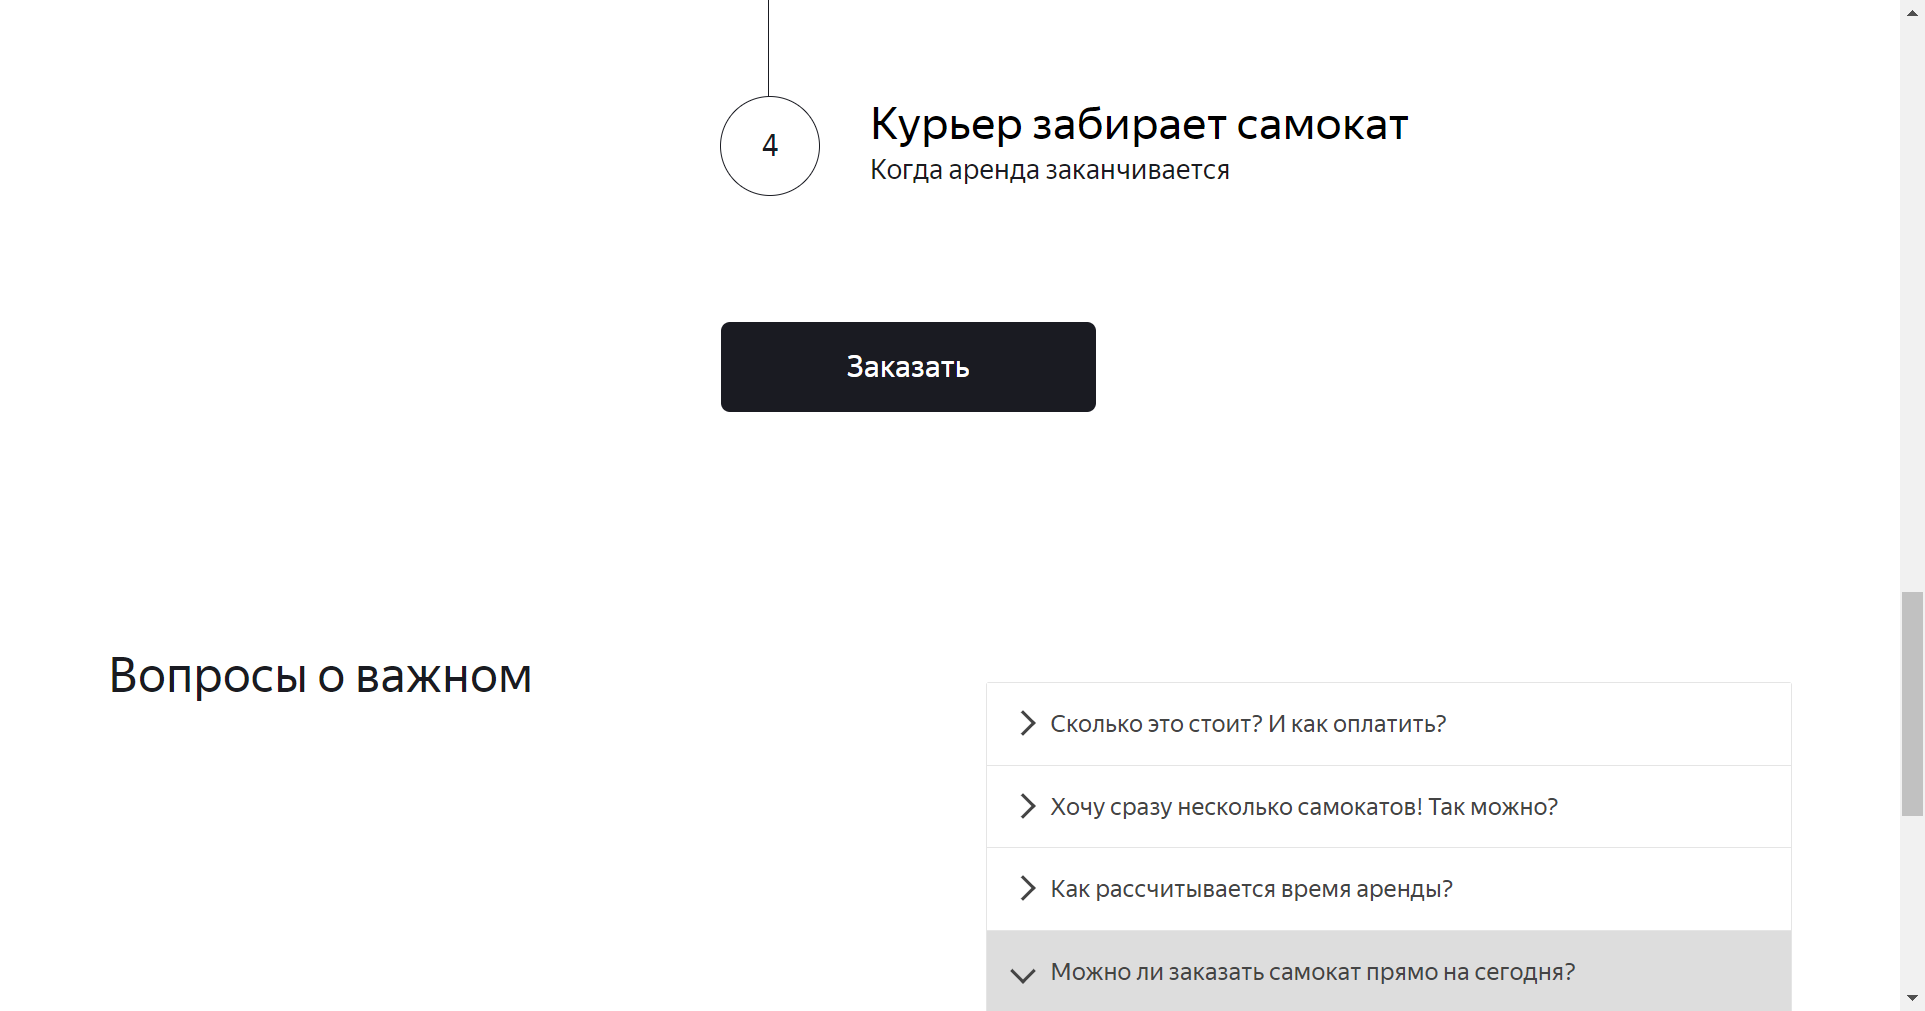 4
Курьер забирает самокат
Когда аренда заканчивается
Заказать
Вопросы о важном
Сколько это стоит? И как оплатить?
Хочу сразу несколько самокатов! Так можно?
Как рассчитывается время аренды?
Можно ли заказать самокат прямо на сегодня?